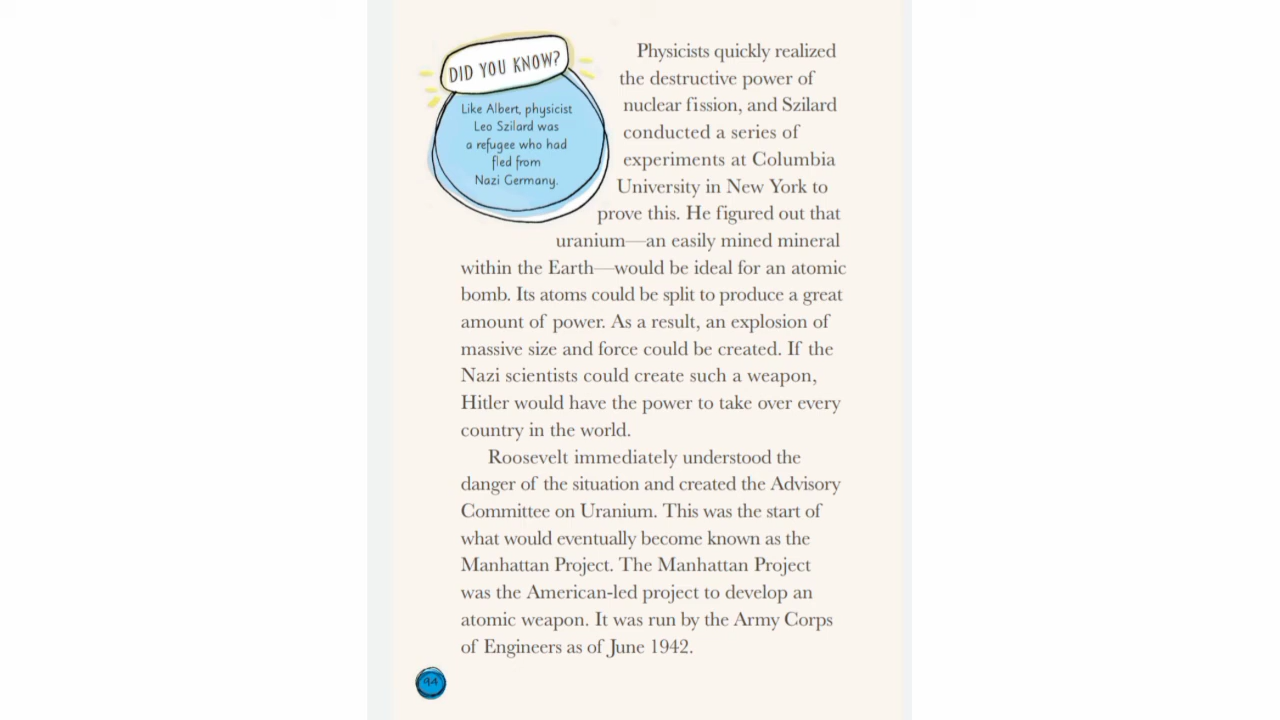 DID YOU KNOW?
Like Albert, physicist
Leo Szilard was
a refugee who had
fled from
Nazi Germany.
Physicists quickly realized
the destructive power of
nuclear fission, and Szilard
conducted a series of
experiments at Columbia
University in New York to
prove this. He figured out that
uranium—an easily mined mineral
within the Earth—would be ideal for an atomic
bomb. Its atoms could be split to produce a great
amount of power. As a result, an explosion of
massive size and force could be created. If the
Nazi scientists could create such a weapon,
Hitler would have the power to take over every
country in the world.
Roosevelt immediately understood the
danger of the situation and created the Advisory
Committee on Uranium. This was the start of
what would eventually become known as the
Manhattan Project. The Manhattan Project
was the American-led project to develop an
atomic weapon. It was run by the Army Corps
of Engineers as of June 1942.
94